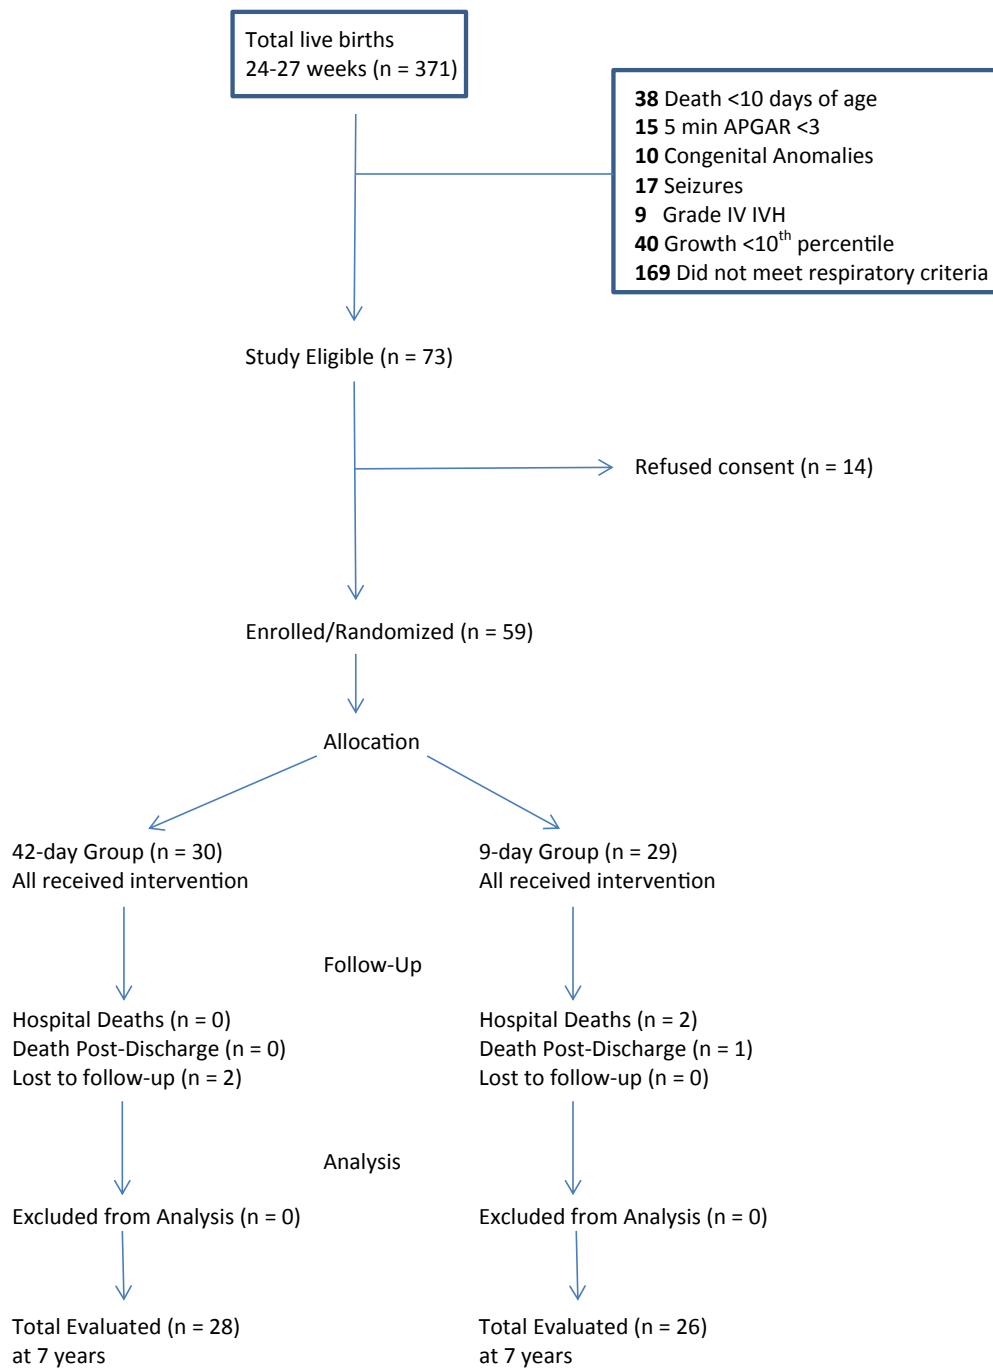 Total live births
24-27 weeks (n = 371)
38 Death <10 days of age
15 5 min APGAR <3
10 Congenital Anomalies
17 Seizures
9 Grade IV IVH
40 Growth <10th percentile
169 Did not meet respiratory criteria
Study Eligible (n = 73)
Refused consent (n = 14)
Enrolled/Randomized (n = 59)
Allocation
42-day Group (n = 30)
All received intervention
9-day Group (n = 29)
All received intervention
Follow-Up
Hospital Deaths (n = 0)
Death Post-Discharge (n = 0)
Lost to follow-up (n = 2)
Hospital Deaths (n = 2)
Death Post-Discharge (n = 1)
Lost to follow-up (n = 0)
Analysis
Excluded from Analysis (n = 0)
Excluded from Analysis (n = 0)
Total Evaluated (n = 28)
at 7 years
Total Evaluated (n = 26)
at 7 years